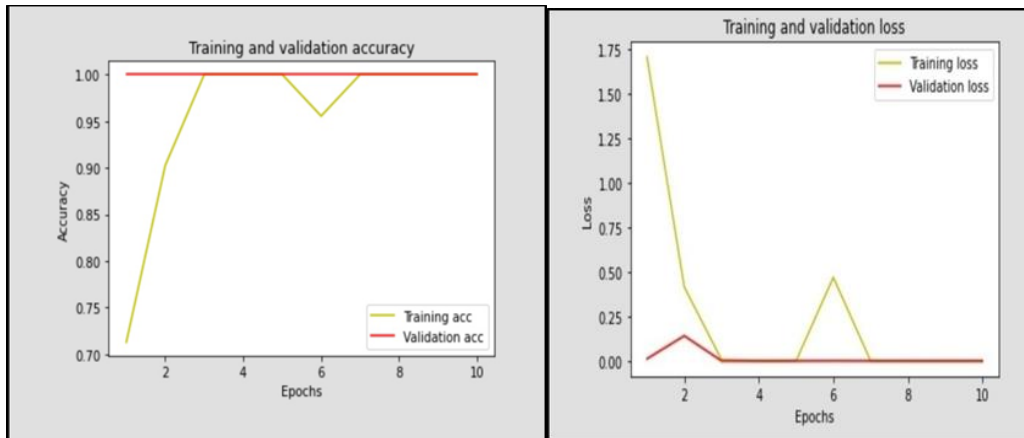 Training and validation accuracy
1.00
0.95
0.90
0.85
0.80
0.75
0.70
Accuracy
2 4 6 8 10
Epochs
Training acc
Validation acc
Training and validation loss
1.75
1.50
1.25
1.00
0.75
0.50
0.25
0.00
Loss
2 4 6 8 10
Epochs
Training loss
Validation loss